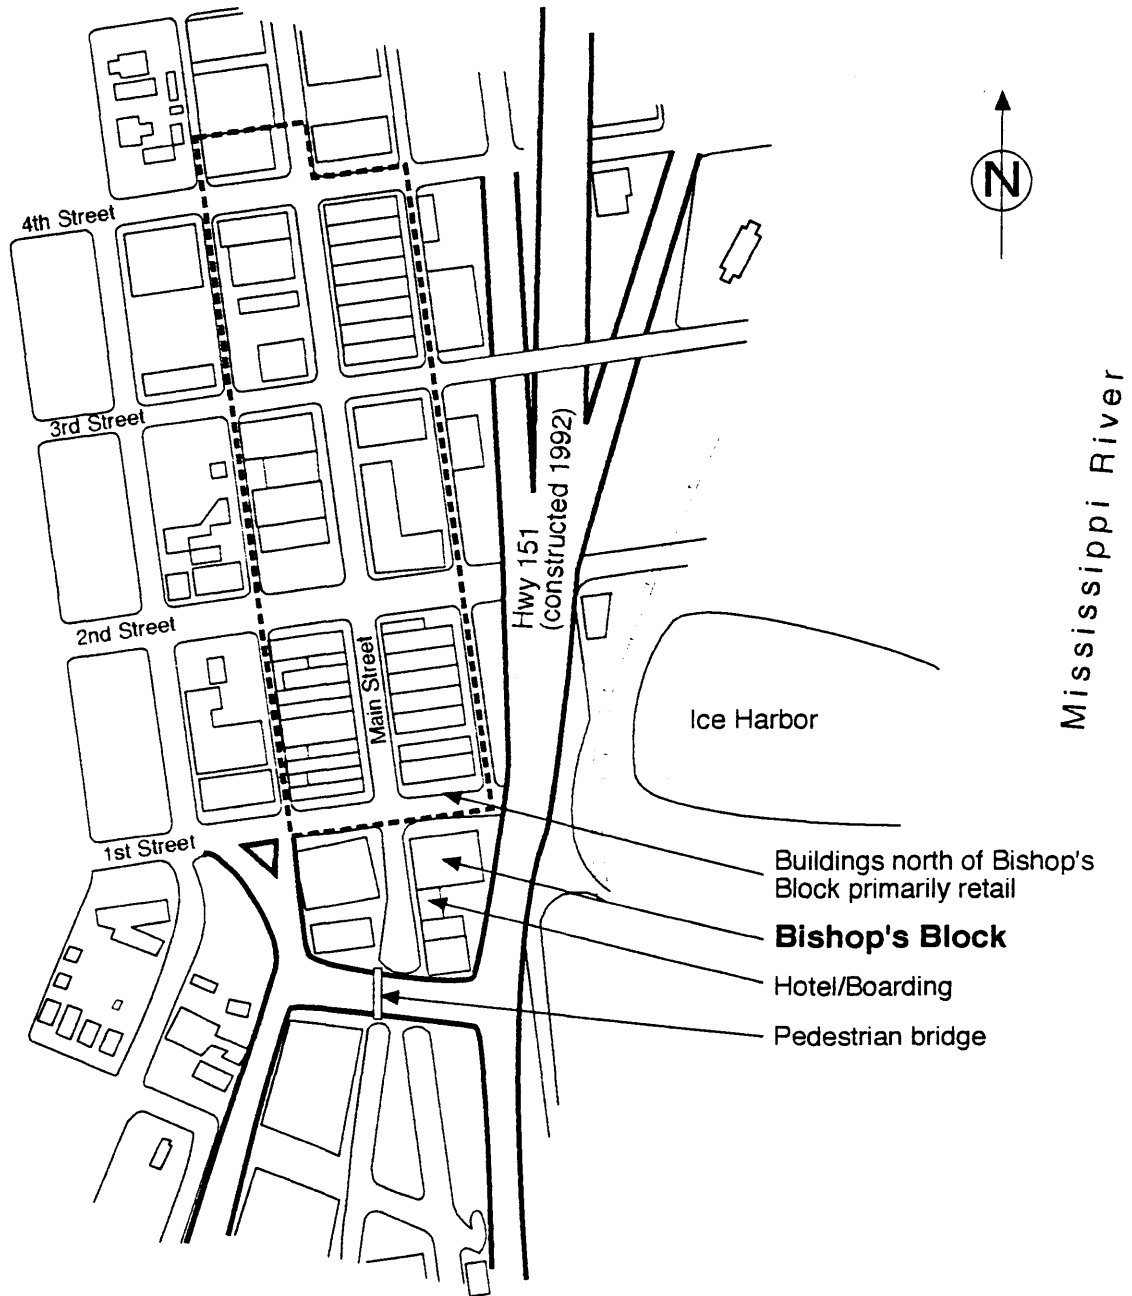 N
4th Street
3rd Street
2nd Street
1st Street
Main Street
Hwy 151
(constructed 1992)
Mississippi River
Ice Harbor
Buildings north of Bishop's
Block primarily retail
Bishop's Block
Hotel/Boarding
Pedestrian bridge